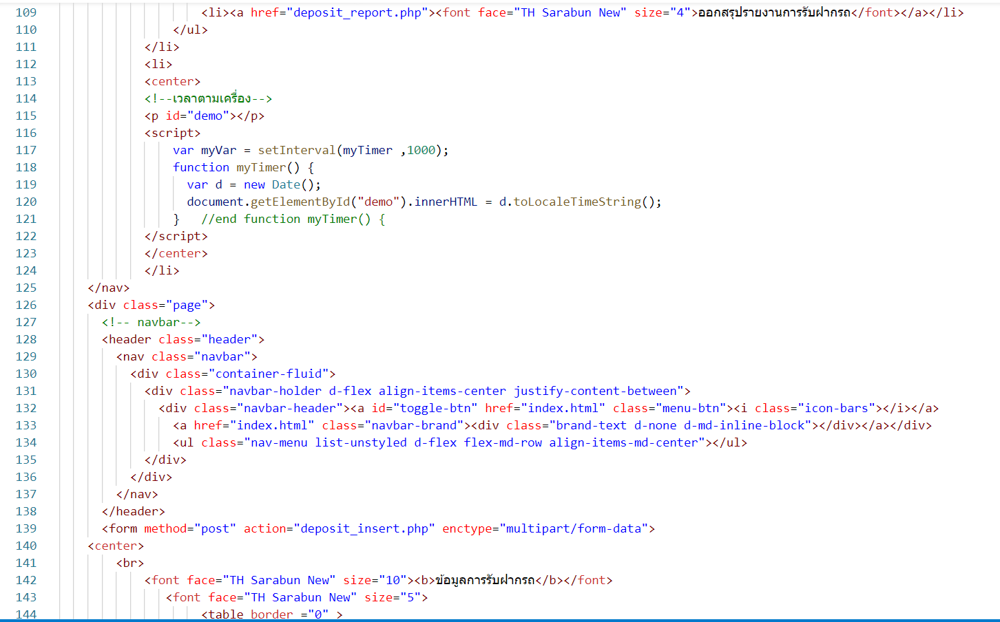 109 <li><a href="deposit_report.php"><font face="TH Sarabun New" size="4">ออกสรุปรายงานการรับฝากรถ</font></a></li>
110 </ul>
111 </li>
112 <li>
113 <center>
114 <!--เวลาตามเครื่อง-->
115 <p id="demo"></p>
116 <script>
117 var myVar = setInterval(myTimer ,1000);
118 function myTimer() {
119 var d = new Date();
120 document.getElementById("demo").innerHTML = d.toLocaleTimeString();
121 } //end function myTimer() {
122 </script>
123 </center>
124 </li>
125 </nav>
126 <div class="page">
127 <!-- navbar-->
128 <header class="header">
129 <nav class="navbar">
130 <div class="container-fluid">
131 <div class="navbar-holder d-flex align-items-center justify-content-between">
132 <div class="navbar-header"><a id="toggle-btn" href="index.html" class="menu-btn"><i class="icon-bars"></i></a>
133 <a href="index.html" class="navbar-brand"><div class="brand-text d-none d-md-inline-block"></div></a></div>
134 <ul class="nav-menu list-unstyled d-flex flex-md-row align-items-md-center"></ul>
135 </div>
136 </div>
137 </nav>
138 </header>
139 <form method="post" action="deposit_insert.php" enctype="multipart/form-data">
140 <center>
141 <br>
142 <font face="TH Sarabun New" size="10"><b>ข้อมูลการรับฝากรถ</b></font>
143 <font face="TH Sarabun New" size="5">
144 <table border ="0" >